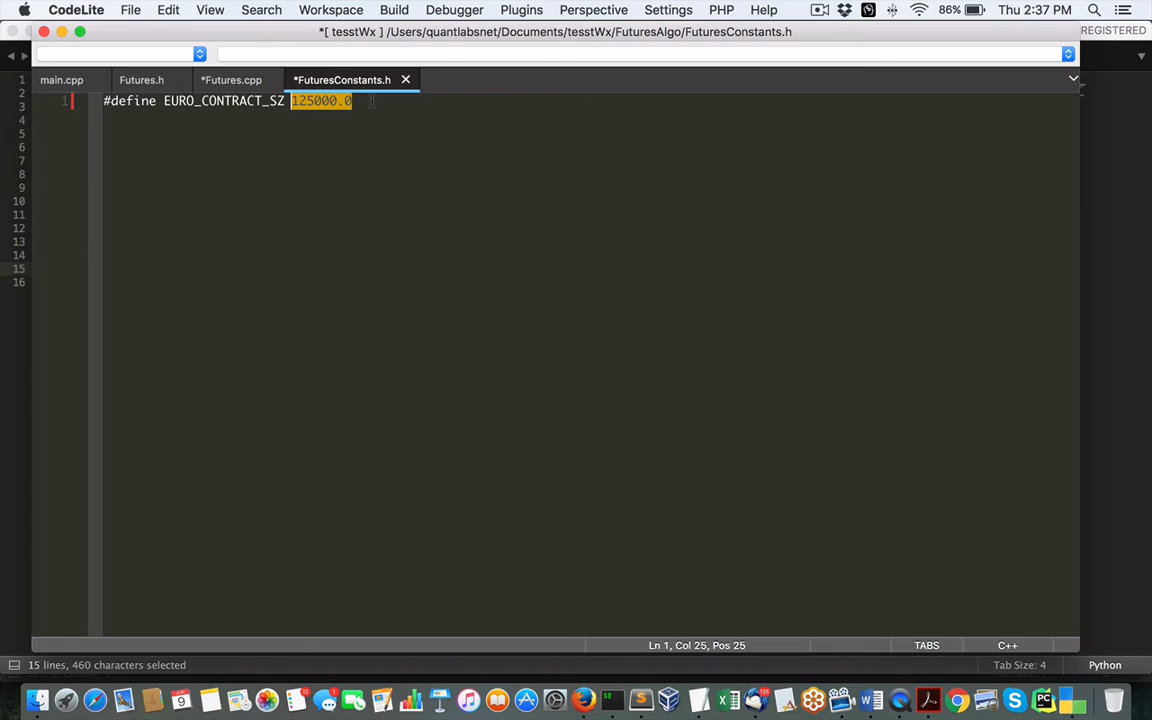 CodeLite File Edit View Search Workspace Build Debugger Plugins Perspective PHP Settings Help 86% Thu 2:37 PM
*[ tesstWx ] /Users/quantlabsnet/Documents/tesstWx/FuturesAlgo/FuturesConstants.h
REGISTERED
main.cpp Futures.h *Futures.cpp *FuturesConstants.h
1 1 #define EURO_CONTRACT_SZ 125000.0
2
3
4
5
6
7
8
9
10
11
12
13
14
15
16
Ln 1, Col 25, Pos 25 TABS C++
15 lines, 460 characters selected Tab Size: 4 Python